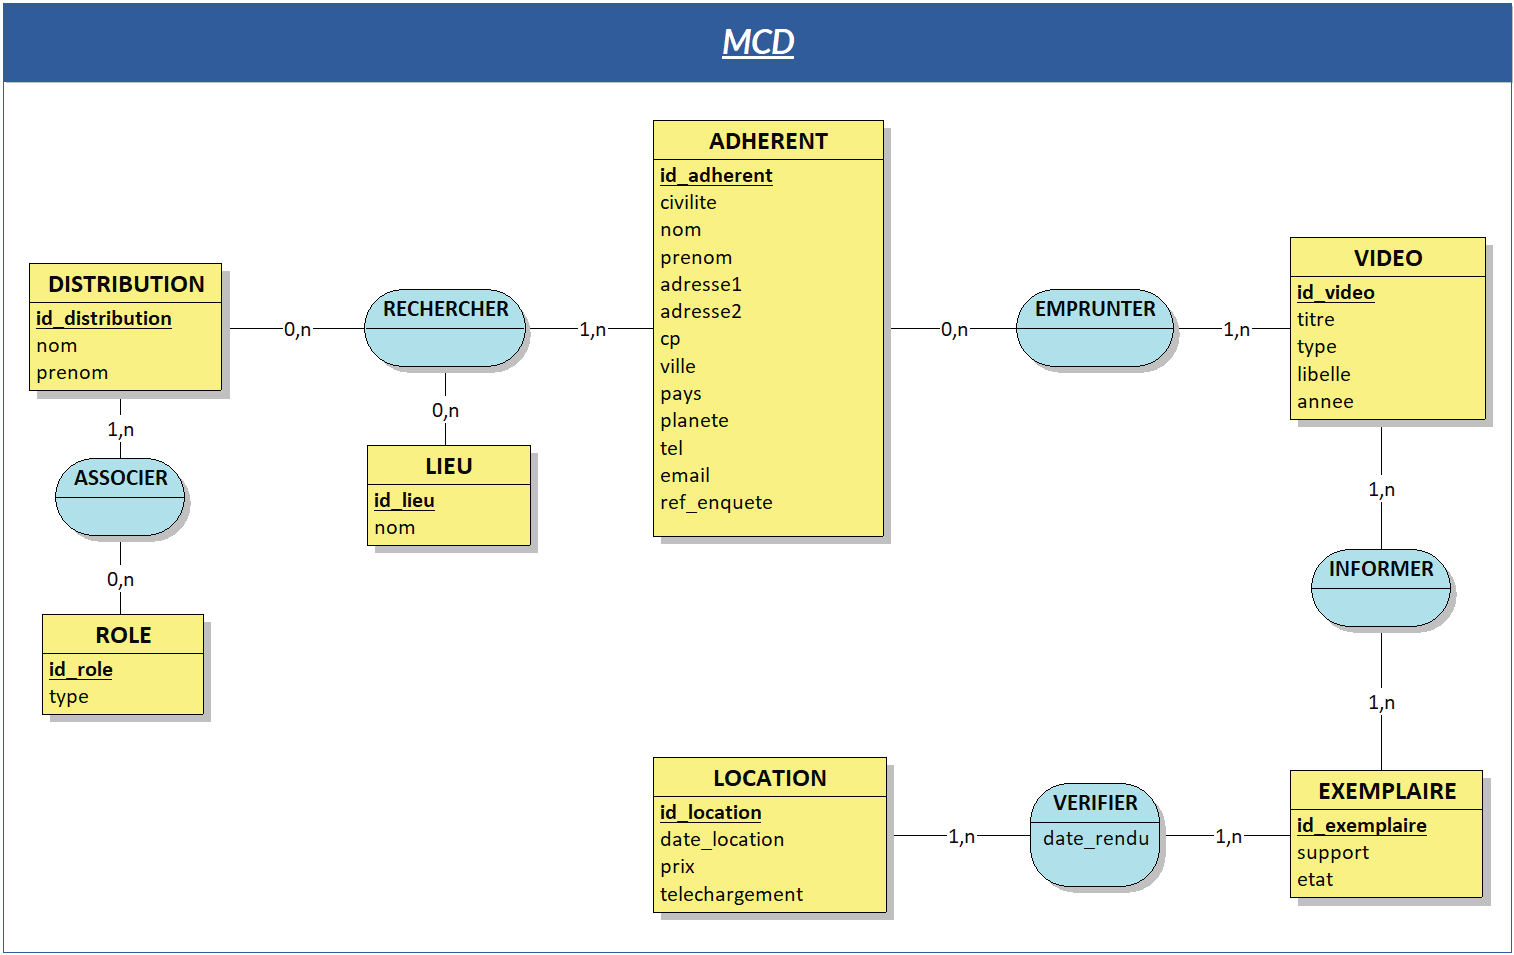 MCD
ADHERENT
id_adherent
civilite
nom
prenom
adresse1
adresse2
cp
ville
pays
planete
tel
email
ref_enquete
DISTRIBUTION
id_distribution
nom
prenom
0,n
RECHERCHER
1,n
0,n
EMPRUNTER
1,n
VIDEO
id_video
titre
type
libelle
annee
1,n
ASSOCIER
0,n
ROLE
id_role
type
0,n
LIEU
id_lieu
nom
1,n
INFORMER
1,n
LOCATION
id_location
date_location
prix
telechargement
1,n
VERIFIER
date_rendu
1,n
EXEMPLAIRE
id_exemplaire
support
etat